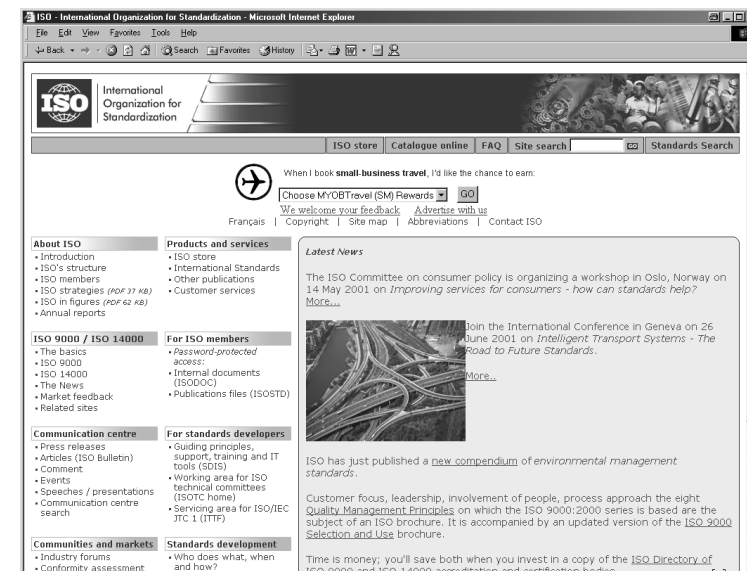 ISO - International Organization for Standardization - Microsoft Internet Explorer
File Edit View Favorites Tools Help
Back Search Favorites History
ISO
International
Organization for
Standardization
ISO store Catalogue online FAQ Site search GO Standards Search
When I book small-business travel, I'd like the chance to earn:
Choose MYOBTravel (SM) Rewards GO
We welcome your feedback Advertise with us
Français | Copyright | Site map | Abbreviations | Contact ISO
About ISO
• Introduction
• ISO's structure
• ISO members
• ISO strategies (PDF 37 KB)
• ISO in figures (PDF 62 KB)
• Annual reports
Products and services
• ISO store
• International Standards
• Other publications
• Customer services
ISO 9000 / ISO 14000
• The basics
• ISO 9000
• ISO 14000
• The News
• Market feedback
• Related sites
For ISO members
• Password-protected
access:
• Internal documents
(ISODOC)
• Publications files (ISOSTD)
Communication centre
• Press releases
• Articles (ISO Bulletin)
• Comment
• Events
• Speeches / presentations
• Communication centre
search
For standards developers
• Guiding principles,
support, training and IT
tools (SDIS)
• Working area for ISO
technical committees
(ISOTC home)
• Servicing area for ISO/IEC
JTC 1 (ITTF)
Communities and markets
• Industry forums
• Conformity assessment
Standards development
• Who does what, when
and how?
Latest News
The ISO Committee on consumer policy is organizing a workshop in Oslo, Norway on
14 May 2001 on Improving services for consumers - how can standards help?
More...
Join the International Conference in Geneva on 26
June 2001 on Intelligent Transport Systems - The
Road to Future Standards.
More..
ISO has just published a new compendium of environmental management
standards.
Customer focus, leadership, involvement of people, process approach the eight
Quality Management Principles on which the ISO 9000:2000 series is based are the
subject of an ISO brochure. It is accompanied by an updated version of the ISO 9000
Selection and Use brochure.
Time is money; you'll save both when you invest in a copy of the ISO Directory of
ISO 9000 and ISO 14000 accreditation and certification bodies